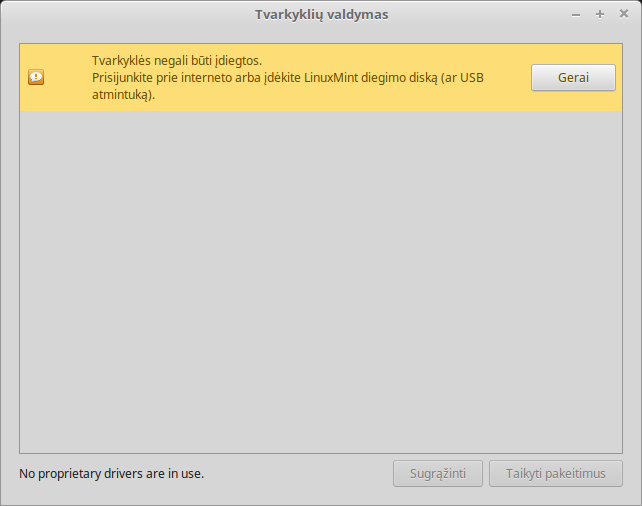 Tvarkyklių valdymas
Tvarkyklės negali būti įdiegtos.
Prisijunkite prie interneto arba įdėkite LinuxMint diegimo diską (ar USB
atmintuką).
Gerai
No proprietary drivers are in use.
Sugrąžinti
Taikyti pakeitimus